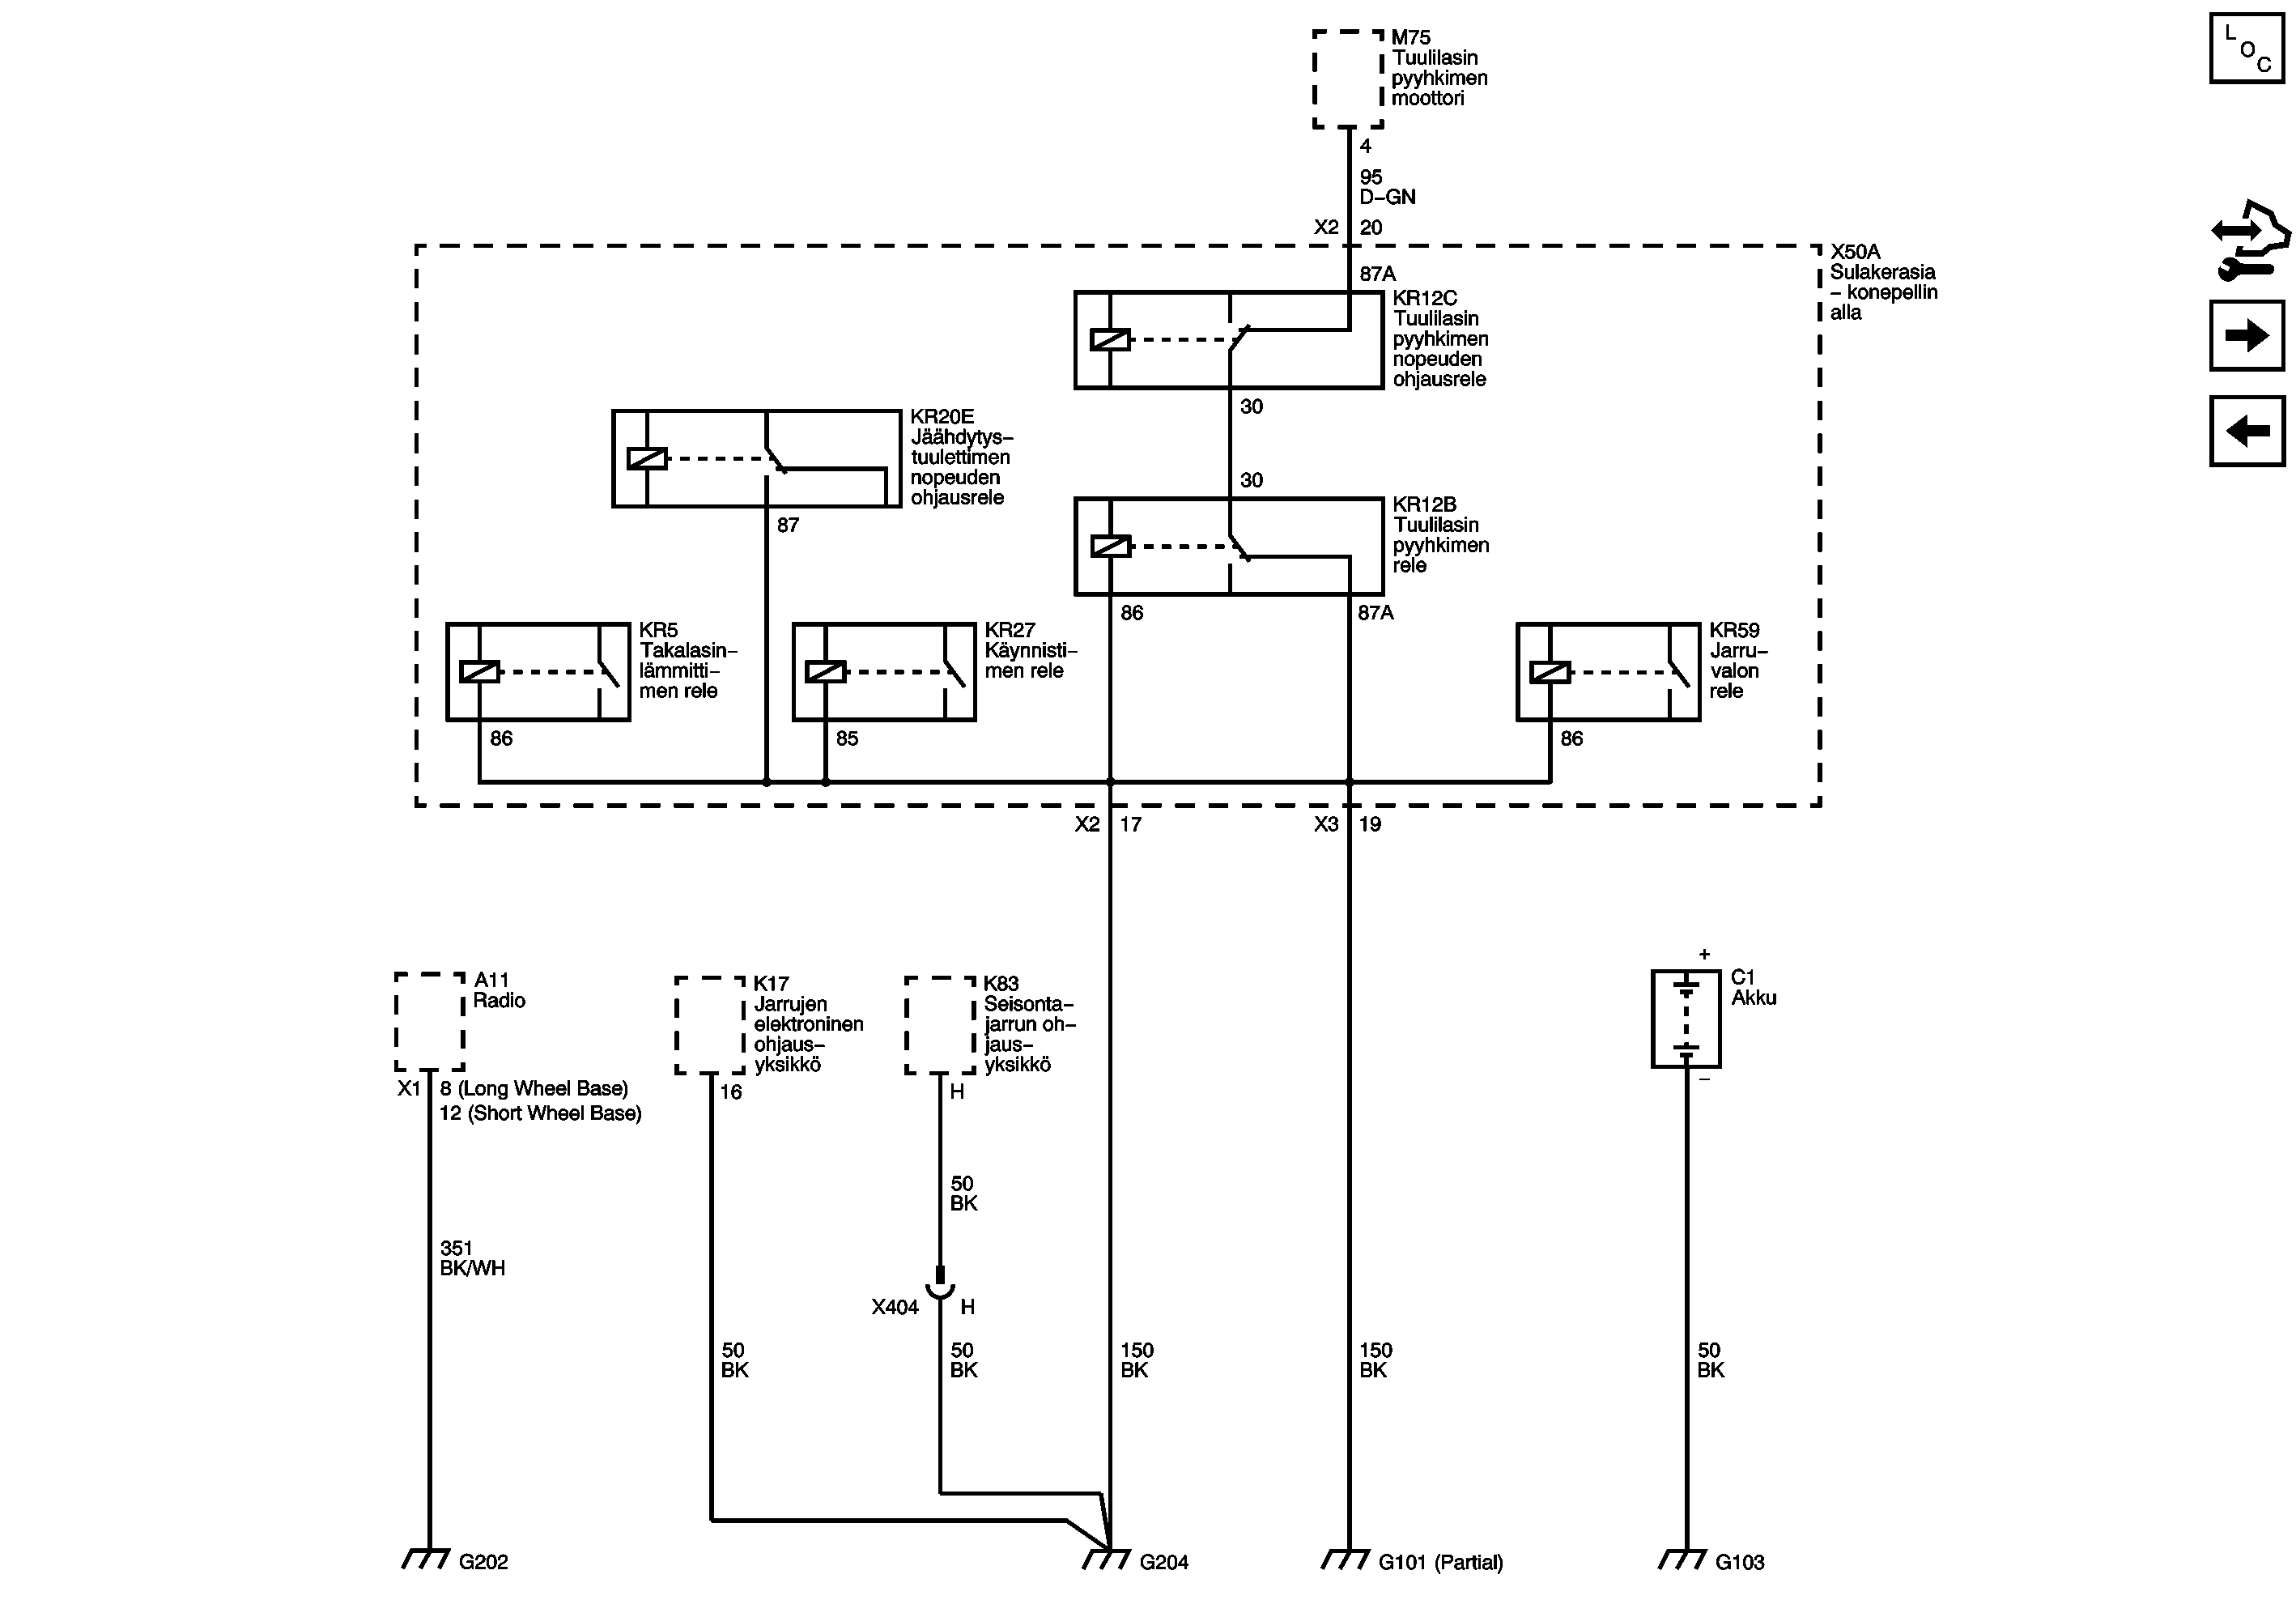 L
O
C
M75
Tuulilasin
pyyhkimen
moottori
4
95
D-GN
X2 20
X50A
Sulakerasia
- konepellin
alla
87A
KR12C
Tuulilasin
pyyhkimen
nopeuden
ohjausrele
30
KR20E
Jäähdytys-
tuulettimen
nopeuden
ohjausrele
87
30
KR12B
Tuulilasin
pyyhkimen
rele
86
87A
KR5
Takalasin-
lämmitti-
men rele
86
KR27
Käynnisti-
men rele
85
KR59
Jarru-
valon
rele
86
X2 17
X3 19
A11
Radio
X1 8 (Long Wheel Base)
12 (Short Wheel Base)
351
BK/WH
K17
Jarrujen
elektroninen
ohjaus-
yksikkö
16
50
BK
K83
Seisonta-
jarrun oh-
jaus-
yksikkö
H
50
BK
X404 H
50
BK
150
BK
150
BK
+
C1
Akku
–
50
BK
G202
G204
G101 (Partial)
G103